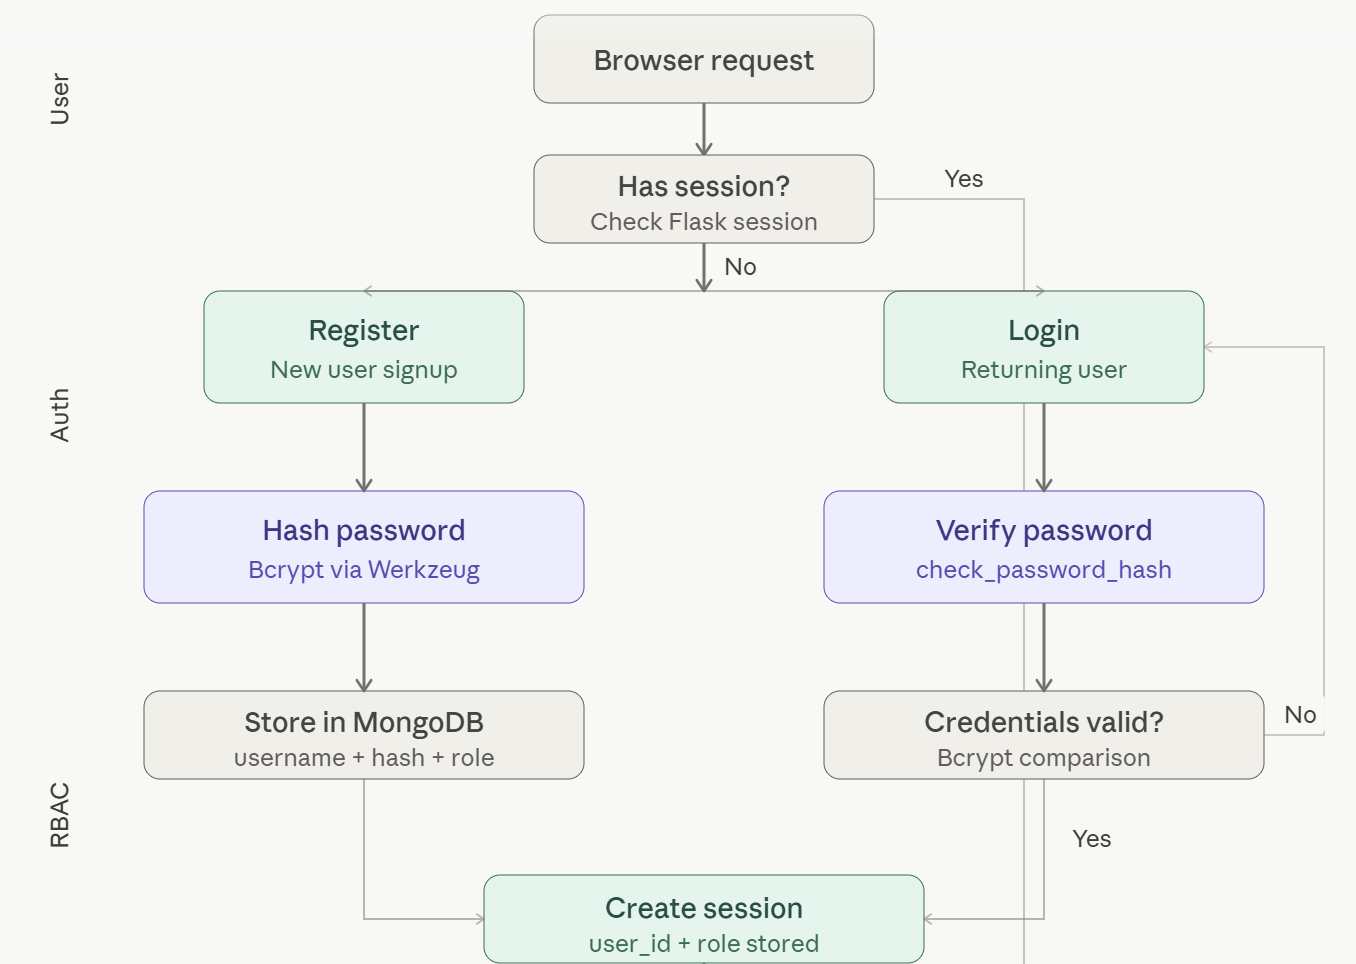 Browser request
User
Has session?
Check Flask session
Yes
No
Register
New user signup
Login
Returning user
Auth
Hash password
Bcrypt via Werkzeug
Verify password
check_password_hash
Store in MongoDB
username + hash + role
Credentials valid?
Bcrypt comparison
No
RBAC
Yes
Create session
user_id + role stored